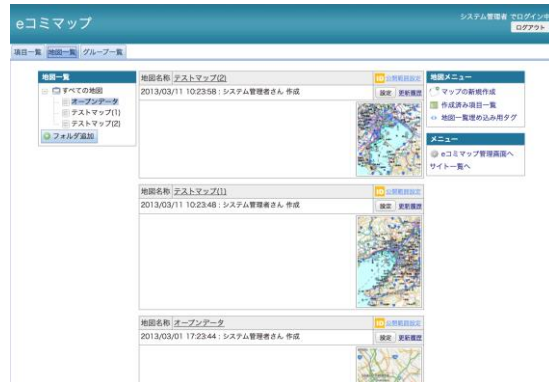 eコミマップ
システム管理者 でログイン中
ログアウト
項目一覧 地図一覧 グループ一覧
地図一覧
すべての地図
オープンデータ
テストマップ(1)
テストマップ(2)
フォルダ追加
地図名称 テストマップ(2)
公開範囲設定
2013/03/11 10:23:58 : システム管理者さん 作成
設定 更新履歴
地図名称 テストマップ(1)
公開範囲設定
2013/03/11 10:23:48 : システム管理者さん 作成
設定 更新履歴
地図名称 オープンデータ
公開範囲設定
2013/03/01 17:23:44 : システム管理者さん 作成
設定 更新履歴
地図メニュー
マップの新規作成
作成済み項目一覧
地図一覧埋め込み用タグ
メニュー
eコミマップ管理画面へ
サイト一覧へ